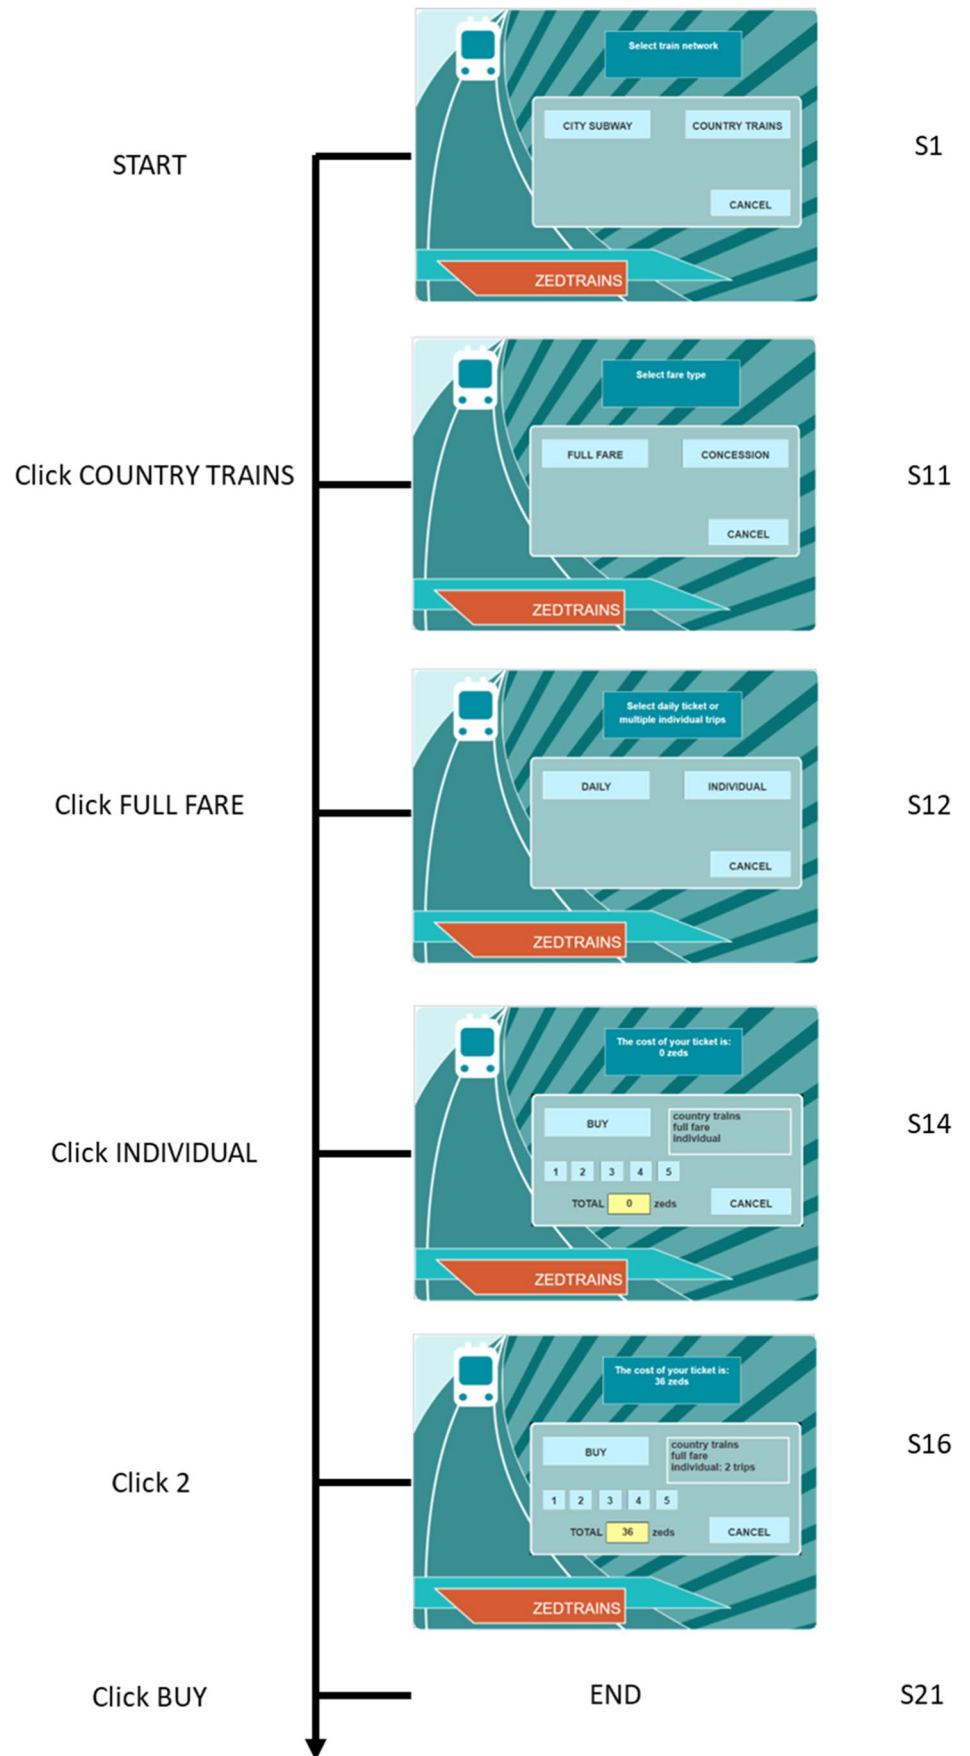 START
Select train network
CITY SUBWAY COUNTRY TRAINS
CANCEL
ZEDTRAINS
S1
Click COUNTRY TRAINS
Select fare type
FULL FARE CONCESSION
CANCEL
ZEDTRAINS
S11
Click FULL FARE
Select daily ticket or
multiple individual trips
DAILY INDIVIDUAL
CANCEL
ZEDTRAINS
S12
Click INDIVIDUAL
The cost of your ticket is:
0 zeds
BUY
country trains
full fare
individual
1 2 3 4 5
TOTAL 0 zeds CANCEL
ZEDTRAINS
S14
Click 2
The cost of your ticket is:
36 zeds
BUY
country trains
full fare
individual: 2 trips
1 2 3 4 5
TOTAL 36 zeds CANCEL
ZEDTRAINS
S16
Click BUY
END
S21